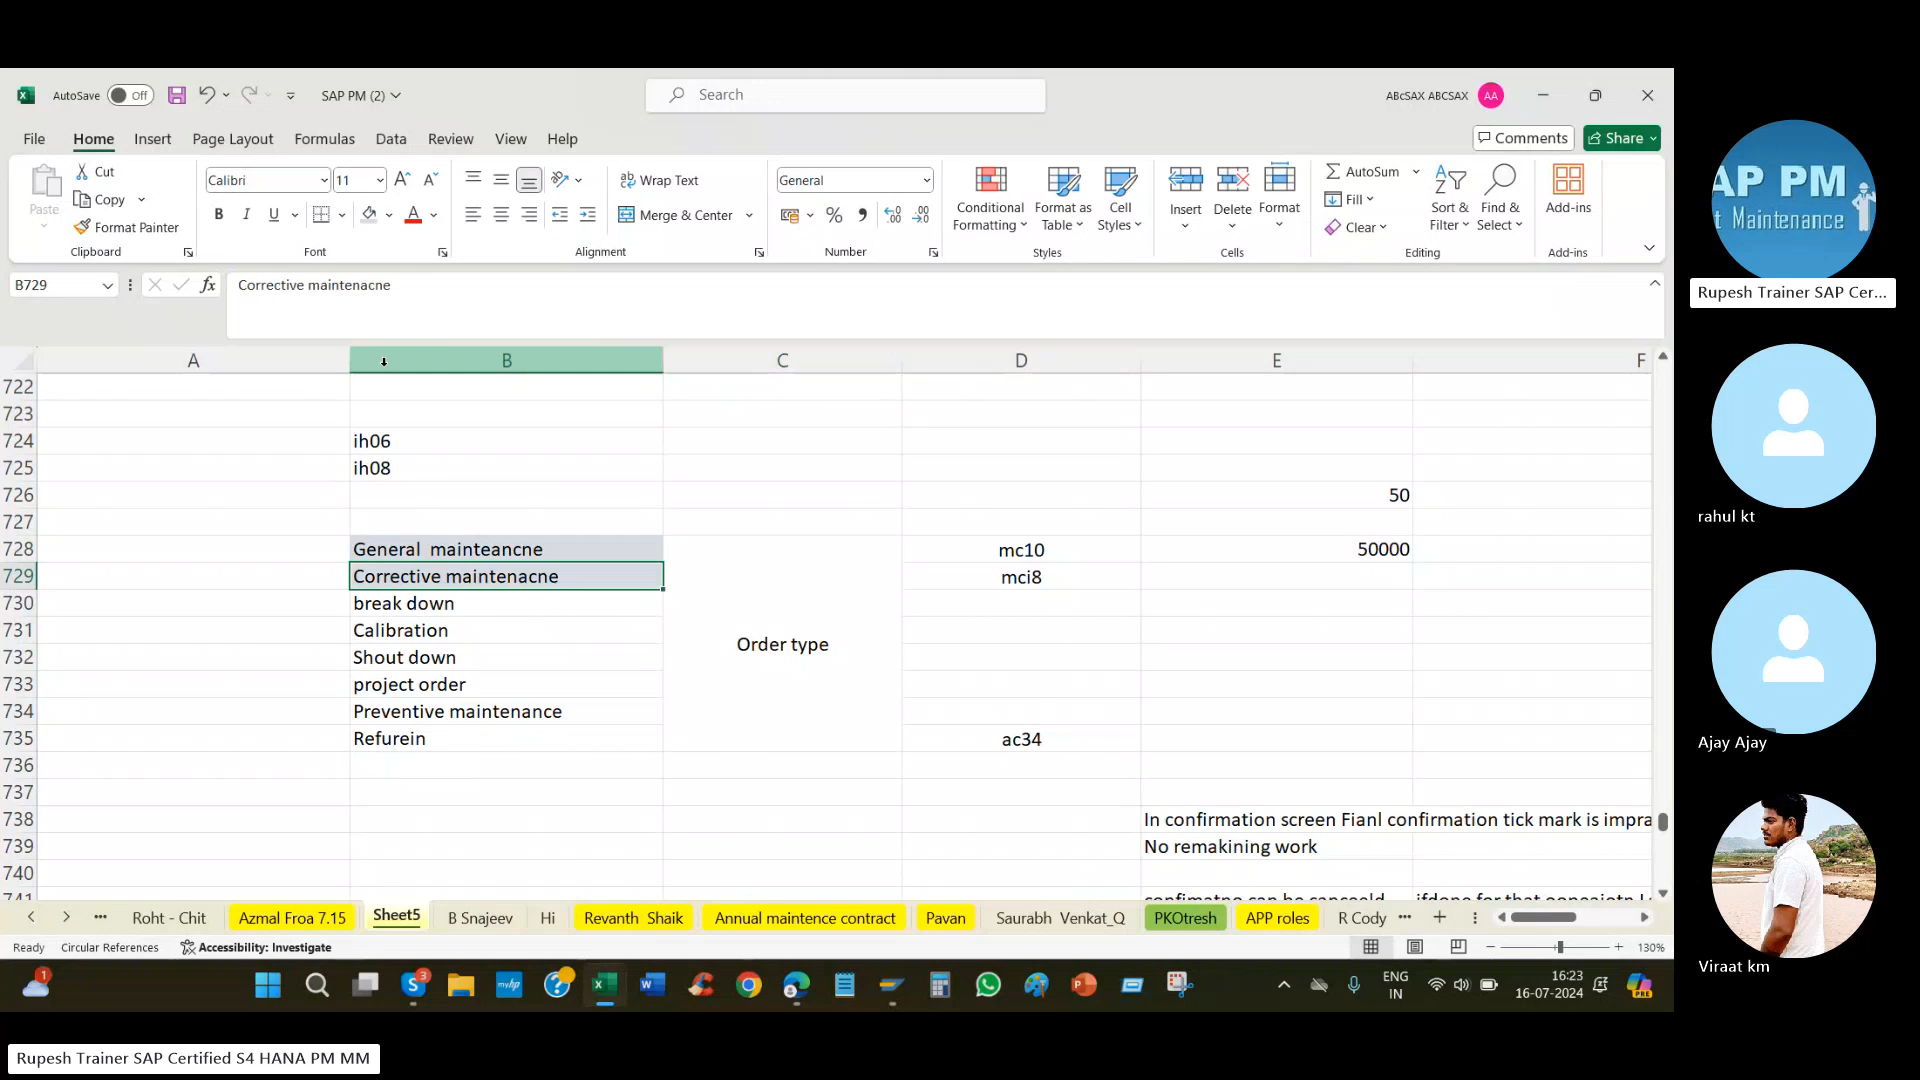 AutoSave Off SAP PM (2) Search ABcSAX ABCSAX AA
File Home Insert Page Layout Formulas Data Review View Help Comments Share
Paste Cut Copy Format Painter Clipboard
Calibri 11 B I U A Font
Wrap Text Merge & Center Alignment
General % Number
Conditional Formatting Format as Table Cell Styles Styles
Insert Delete Format Cells
AutoSum Fill Clear Sort & Filter Find & Select Editing
Add-ins Add-ins
B729 fx Corrective maintenacne
A B C D E F
722
723
724 ih06
725 ih08
726 50
727
728 General  mainteancne mc10 50000
729 Corrective maintenacne mci8
730 break down
731 Calibration
Order type
732 Shout down
733 project order
734 Preventive maintenance
735 Refurein ac34
736
737
738 In confirmation screen Fianl confirmation tick mark is impra
739 No remakining work
740
741
Roht - Chit Azmal Froa 7.15 Sheet5 B Snajeev Hi Revanth Shaik Annual maintence contract Pavan Saurabh Venkat_Q PKOtresh APP roles R Cody
Ready Circular References Accessibility: Investigate 130%
1 3 myhp ENG IN 16:23 16-07-2024 PRE
AP PM
t Maintenance
Rupesh Trainer SAP Cer...
rahul kt
Ajay Ajay
Viraat km
Rupesh Trainer SAP Certified S4 HANA PM MM